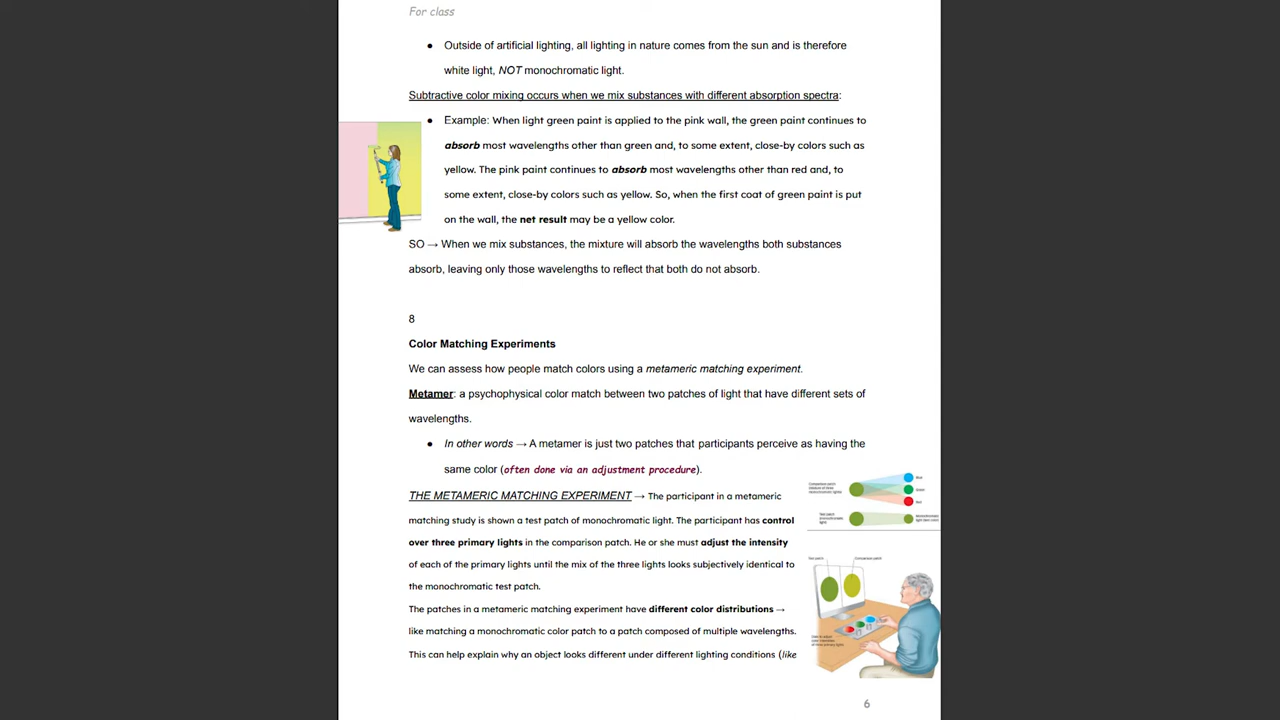 For class
● Outside of artificial lighting, all lighting in nature comes from the sun and is therefore
white light, NOT monochromatic light.
Subtractive color mixing occurs when we mix substances with different absorption spectra:
● Example: When light green paint is applied to the pink wall, the green paint continues to
absorb most wavelengths other than green and, to some extent, close-by colors such as
yellow. The pink paint continues to absorb most wavelengths other than red and, to
some extent, close-by colors such as yellow. So, when the first coat of green paint is put
on the wall, the net result may be a yellow color.
SO → When we mix substances, the mixture will absorb the wavelengths both substances
absorb, leaving only those wavelengths to reflect that both do not absorb.
8
Color Matching Experiments
We can assess how people match colors using a metameric matching experiment.
Metamer: a psychophysical color match between two patches of light that have different sets of
wavelengths.
● In other words → A metamer is just two patches that participants perceive as having the
same color (often done via an adjustment procedure).
THE METAMERIC MATCHING EXPERIMENT → The participant in a metameric
matching study is shown a test patch of monochromatic light. The participant has control
over three primary lights in the comparison patch. He or she must adjust the intensity
of each of the primary lights until the mix of the three lights looks subjectively identical to
the monochromatic test patch.
The patches in a metameric matching experiment have different color distributions →
like matching a monochromatic color patch to a patch composed of multiple wavelengths.
This can help explain why an object looks different under different lighting conditions (like
Comparison patch
Blue
Green
Red
Test patch
Test patch
Comparison patch
6